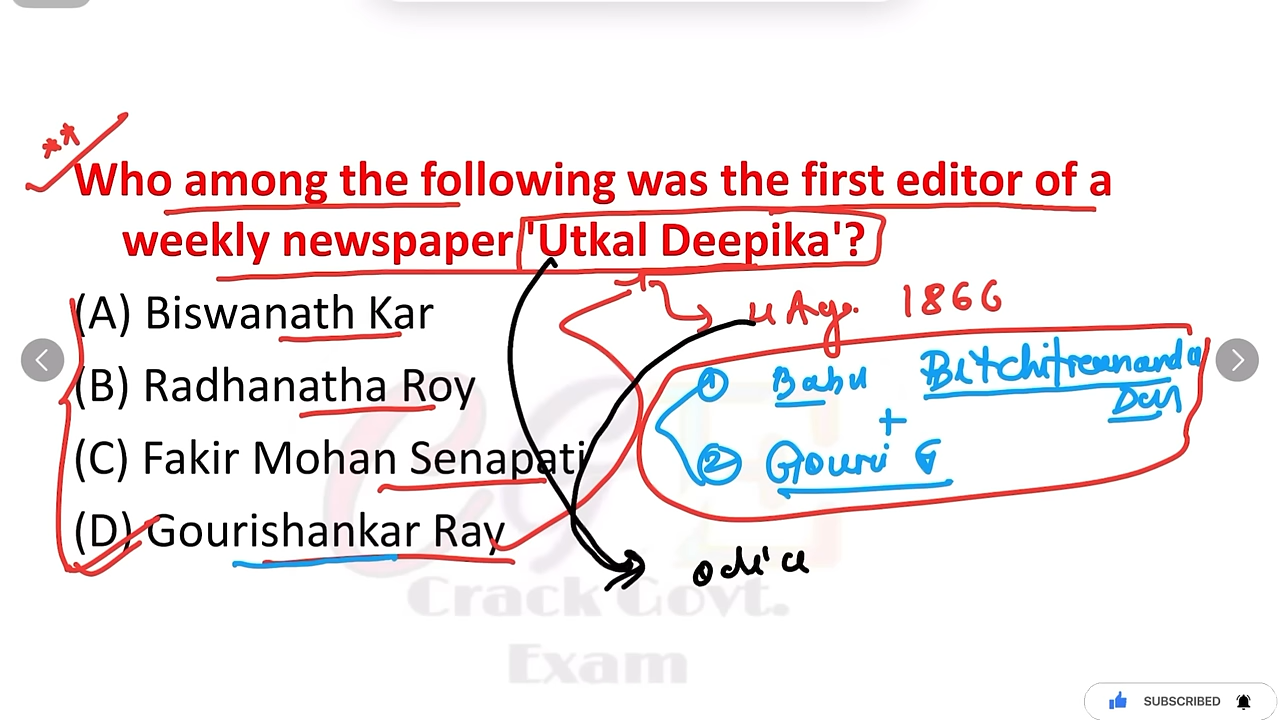 **
Who among the following was the first editor of a
weekly newspaper 'Utkal Deepika'?
(A) Biswanath Kar
4 Aug. 1866
(B) Radhanatha Roy
① Babu Bitchitreananda
Das
+
(C) Fakir Mohan Senapati
② Gouri
(D) Gourishankar Ray
odia
Crack Govt.
Exam
SUBSCRIBED